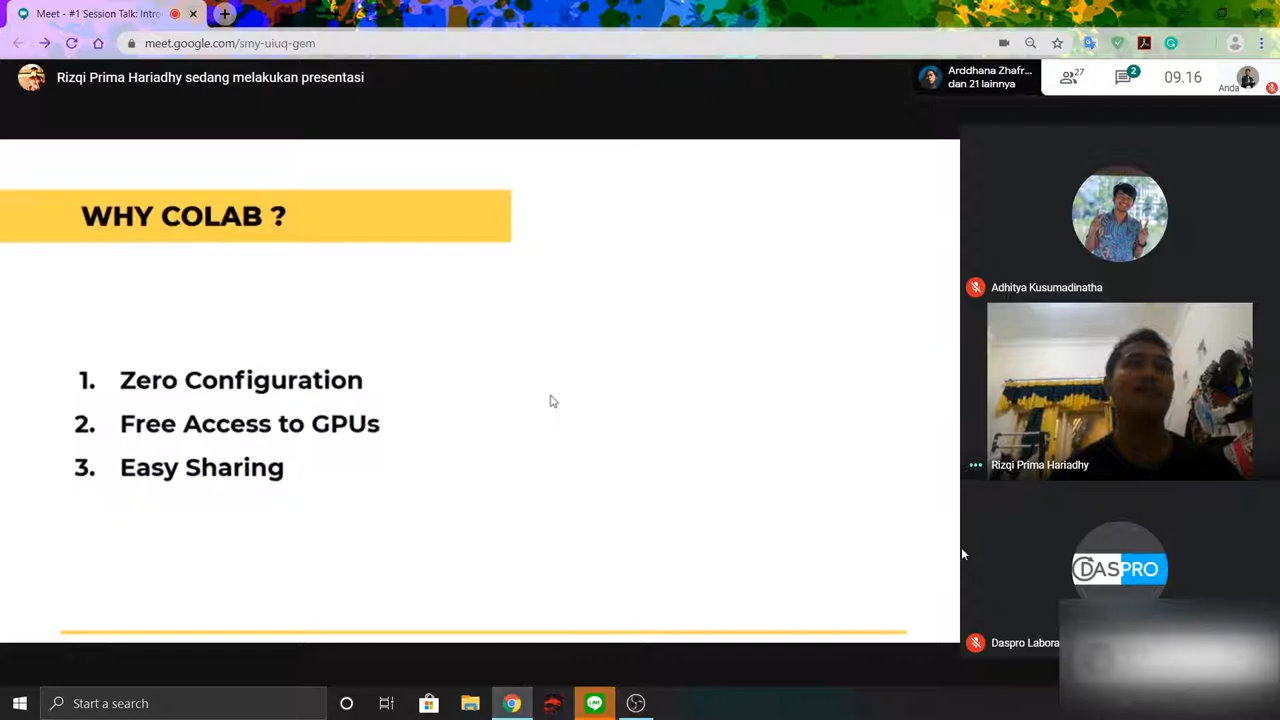 Meet - #1 Session Talk: Intro
meet.google.com/smy-uiuq-gem
Rizqi Prima Hariadhy sedang melakukan presentasi
Arddhana Zhafr...
dan 21 lainnya
27
2
09.16
Anda
WHY COLAB ?
1. Zero Configuration
2. Free Access to GPUs
3. Easy Sharing
Adhitya Kusumadinatha
Rizqi Prima Hariadhy
DASPRO
Daspro Labora
Start a search
LINE